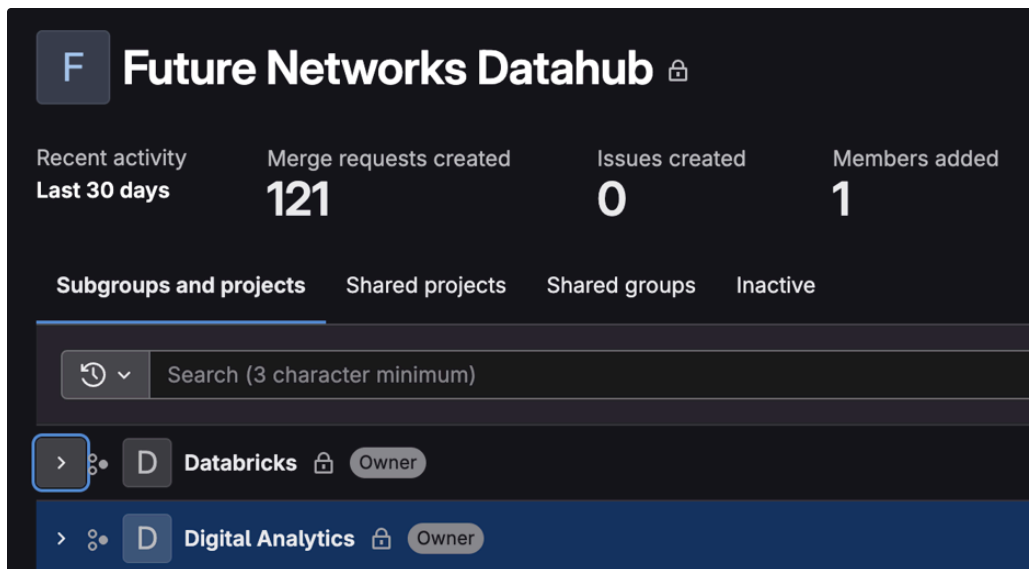 F
Future Networks Datahub
Recent activity
Last 30 days
Merge requests created
121
Issues created
0
Members added
1
Subgroups and projects
Shared projects
Shared groups
Inactive
Search (3 character minimum)
D
Databricks
Owner
D
Digital Analytics
Owner